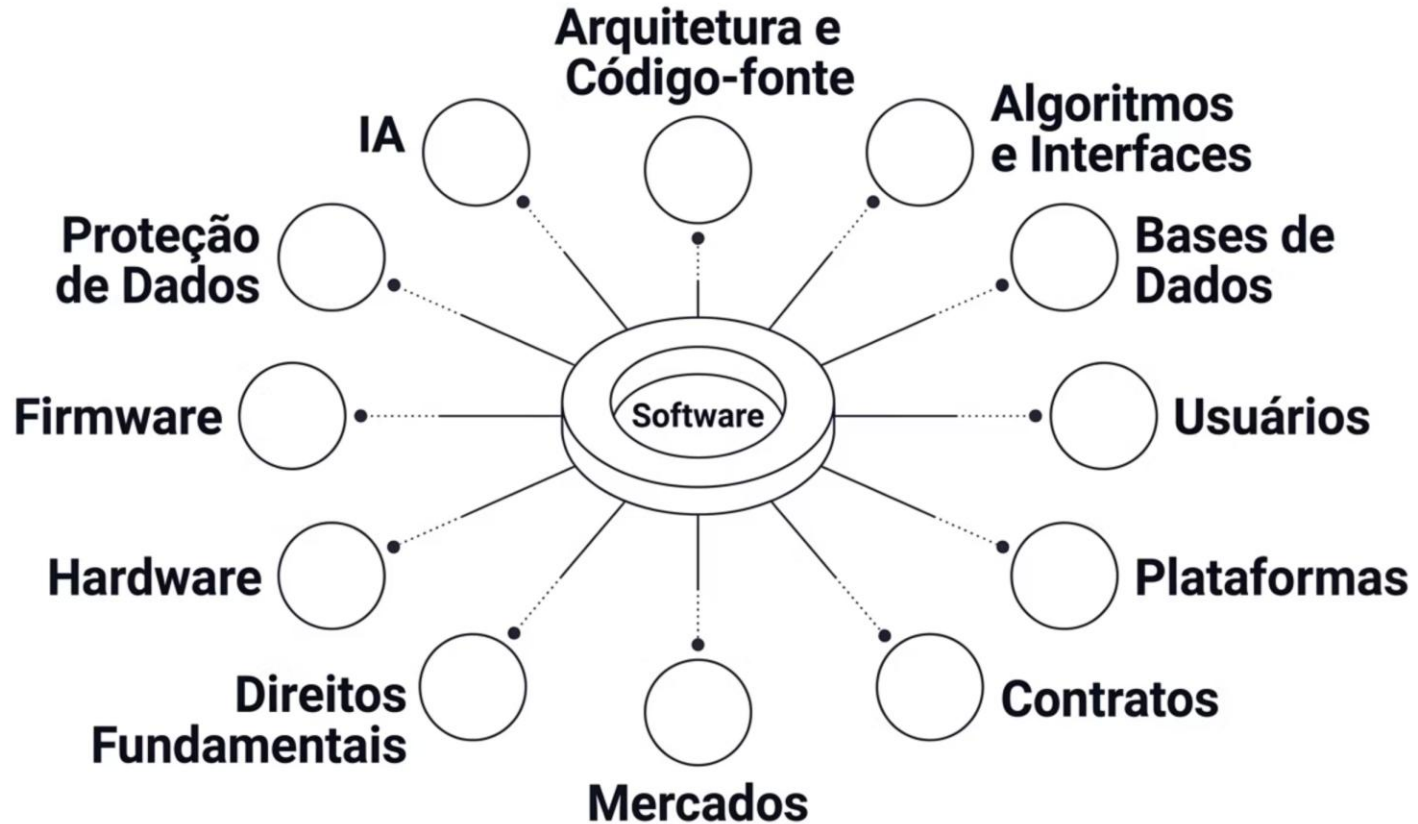 Arquitetura e
Código-fonte
IA
Algoritmos
e Interfaces
Proteção
de Dados
Bases de
Dados
Firmware
Software
Usuários
Hardware
Plataformas
Direitos
Fundamentais
Contratos
Mercados